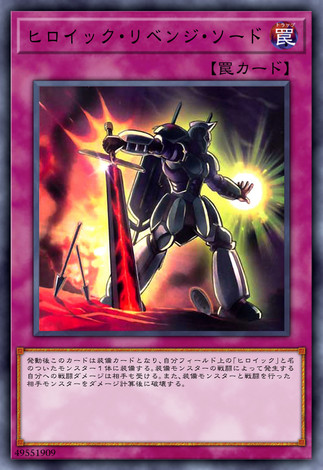 ヒロイック・リベンジ・ソード
トラップ
罠
【罠カード】
発動後このカードは装備カードとなり、自分フィールド上の「ヒロイック」と名
のついたモンスター１体に装備する。装備モンスターの戦闘によって発生する
自分への戦闘ダメージは相手も受ける。また、装備モンスターと戦闘を行った
相手モンスターをダメージ計算後に破壊する。
49551909